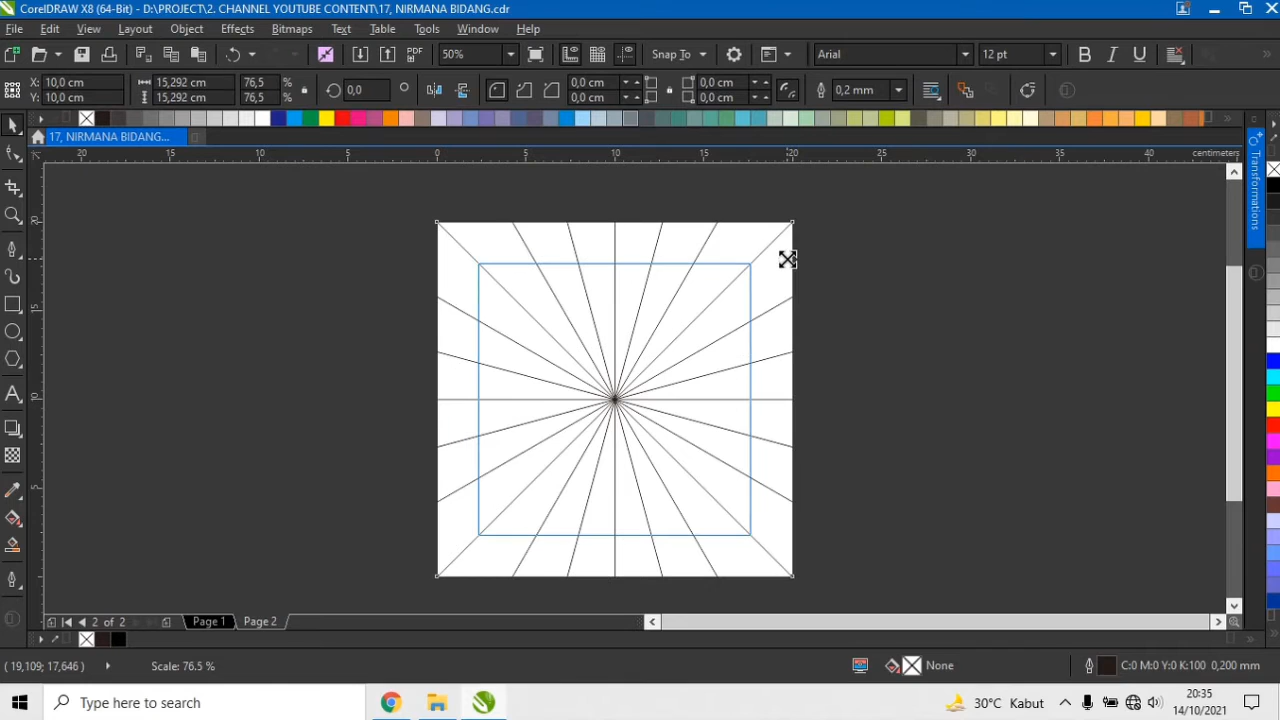 CorelDRAW X8 (64-Bit) - D:\PROJECT\2. CHANNEL YOUTUBE CONTENT\17, NIRMANA BIDANG.cdr
File Edit View Layout Object Effects Bitmaps Text Table Tools Window Help
PDF 50% Snap To Arial 12 pt B I U
X: 10,0 cm 15,292 cm 76,5 % 0,0 0,0 cm 0,0 cm 0,2 mm
Y: 10,0 cm 15,292 cm 76,5 % 0,0 cm 0,0 cm
17, NIRMANA BIDANG...
20 15 10 5 0 5 10 15 20 25 30 35 40 centimeters
Transformations
20
15
10
5
2 of 2 Page 1 Page 2
(19,109; 17,646) Scale: 76.5 % None C:0 M:0 Y:0 K:100 0,200 mm
Type here to search 30°C Kabut 20:35
14/10/2021